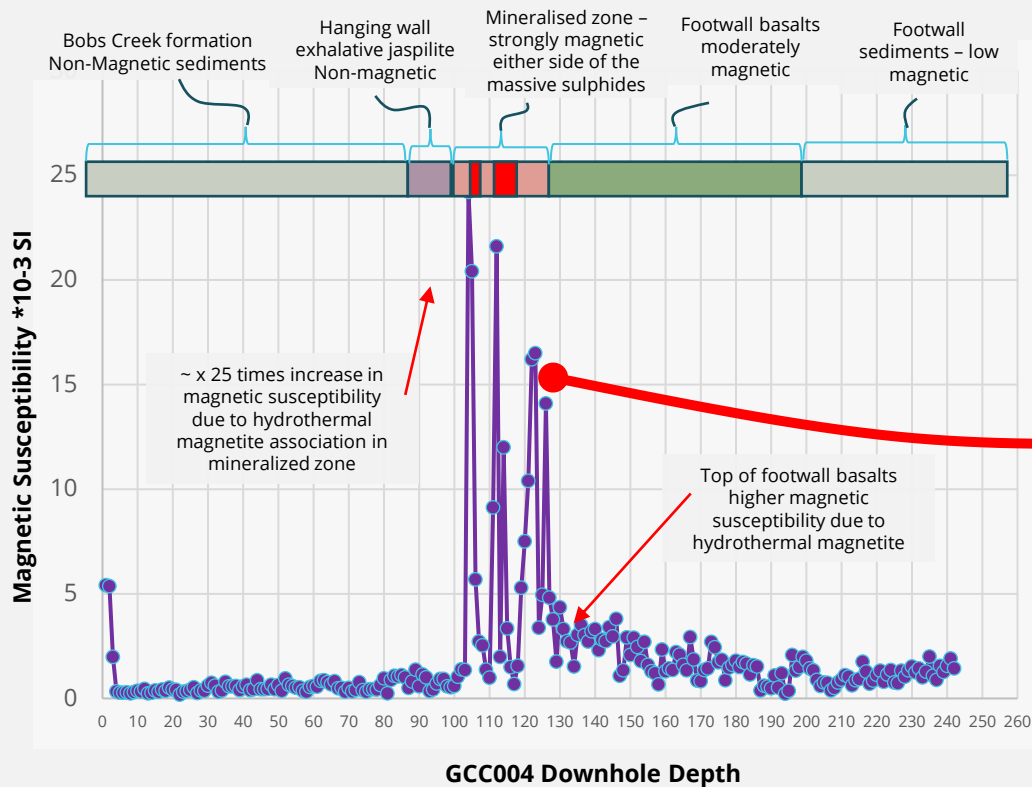 Bobs Creek formation
Non-Magnetic sediments
Hanging wall
exhalative jaspilite
Non-magnetic
Mineralised zone –
strongly magnetic
either side of the
massive sulphides
Footwall basalts
moderately
magnetic
Footwall
sediments – low
magnetic
30
25
20
15
10
5
0
Magnetic Susceptibility *10-3 SI
~ x 25 times increase in
magnetic susceptibility
due to hydrothermal
magnetite association in
mineralized zone
Top of footwall basalts
higher magnetic
susceptibility due to
hydrothermal magnetite
0 10 20 30 40 50 60 70 80 90 100 110 120 130 140 150 160 170 180 190 200 210 220 230 240 250 260
GCC004 Downhole Depth